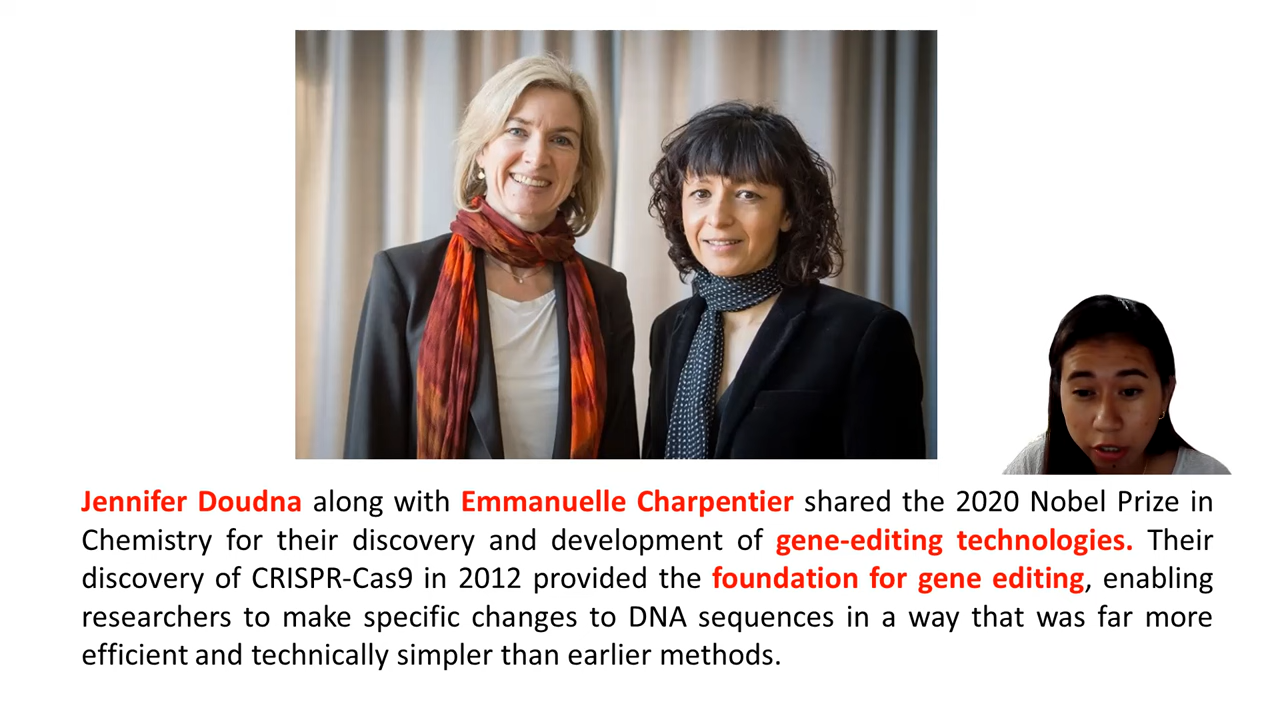 Jennifer Doudna along with Emmanuelle Charpentier shared the 2020 Nobel Prize in
Chemistry for their discovery and development of gene-editing technologies. Their
discovery of CRISPR-Cas9 in 2012 provided the foundation for gene editing, enabling
researchers to make specific changes to DNA sequences in a way that was far more
efficient and technically simpler than earlier methods.